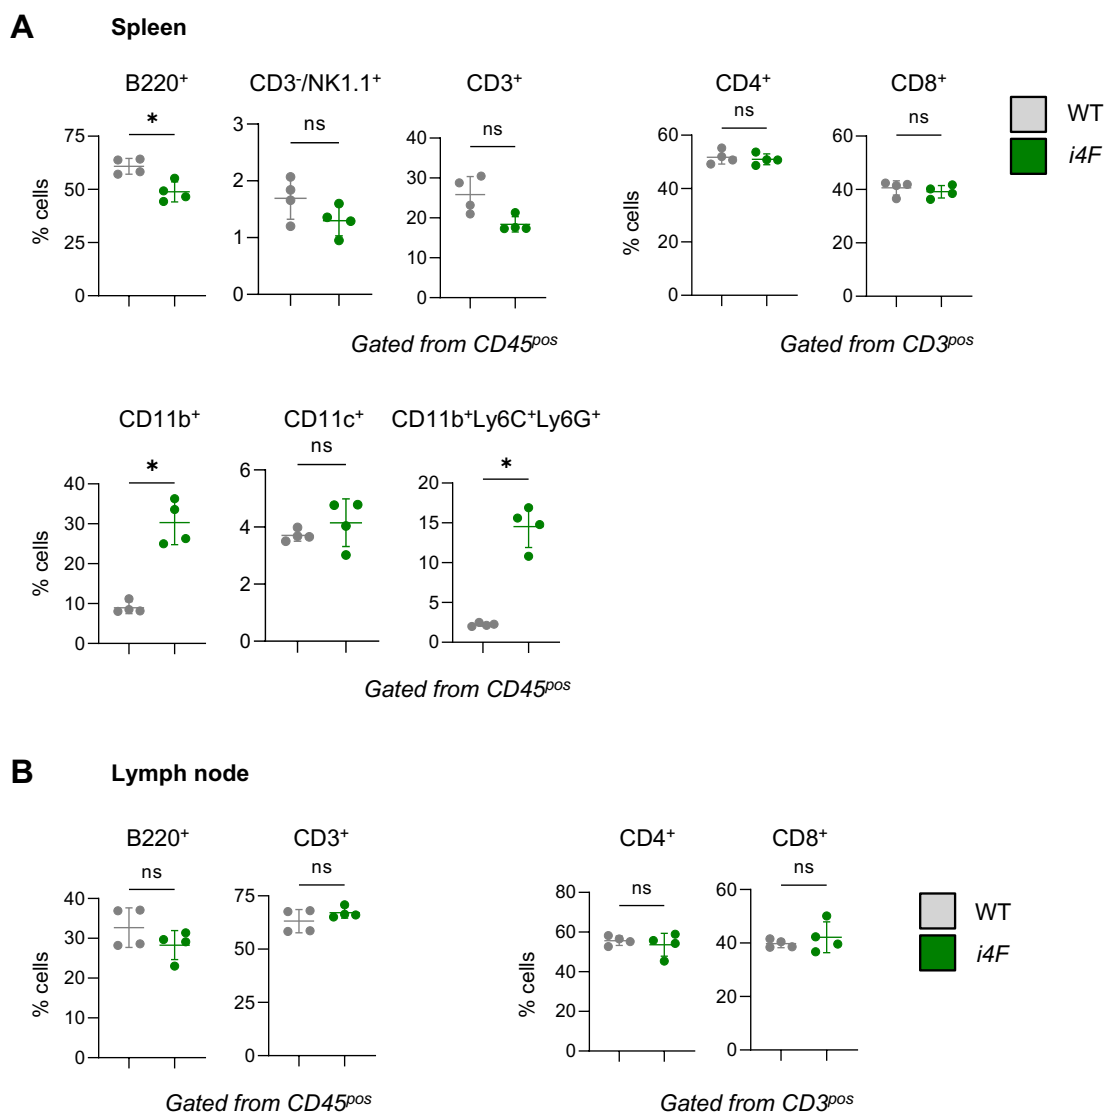 A Spleen
B220⁺ CD3⁻/NK1.1⁺ CD3⁺ CD4⁺ CD8⁺
WT
i4F
* ns ns ns ns
% cells
75
50
25
0
3
2
1
0
40
30
20
10
0
% cells
60
40
20
0
60
40
20
0
Gated from CD45ᵖᵒˢ Gated from CD3ᵖᵒˢ
CD11b⁺ CD11c⁺ CD11b⁺Ly6C⁺Ly6G⁺
* ns *
% cells
40
30
20
10
0
6
4
2
0
20
15
10
5
0
Gated from CD45ᵖᵒˢ
B Lymph node
B220⁺ CD3⁺ CD4⁺ CD8⁺
ns ns ns ns
% cells
40
30
20
10
0
75
50
25
0
% cells
80
60
40
20
0
60
40
20
0
WT
i4F
Gated from CD45ᵖᵒˢ Gated from CD3ᵖᵒˢ